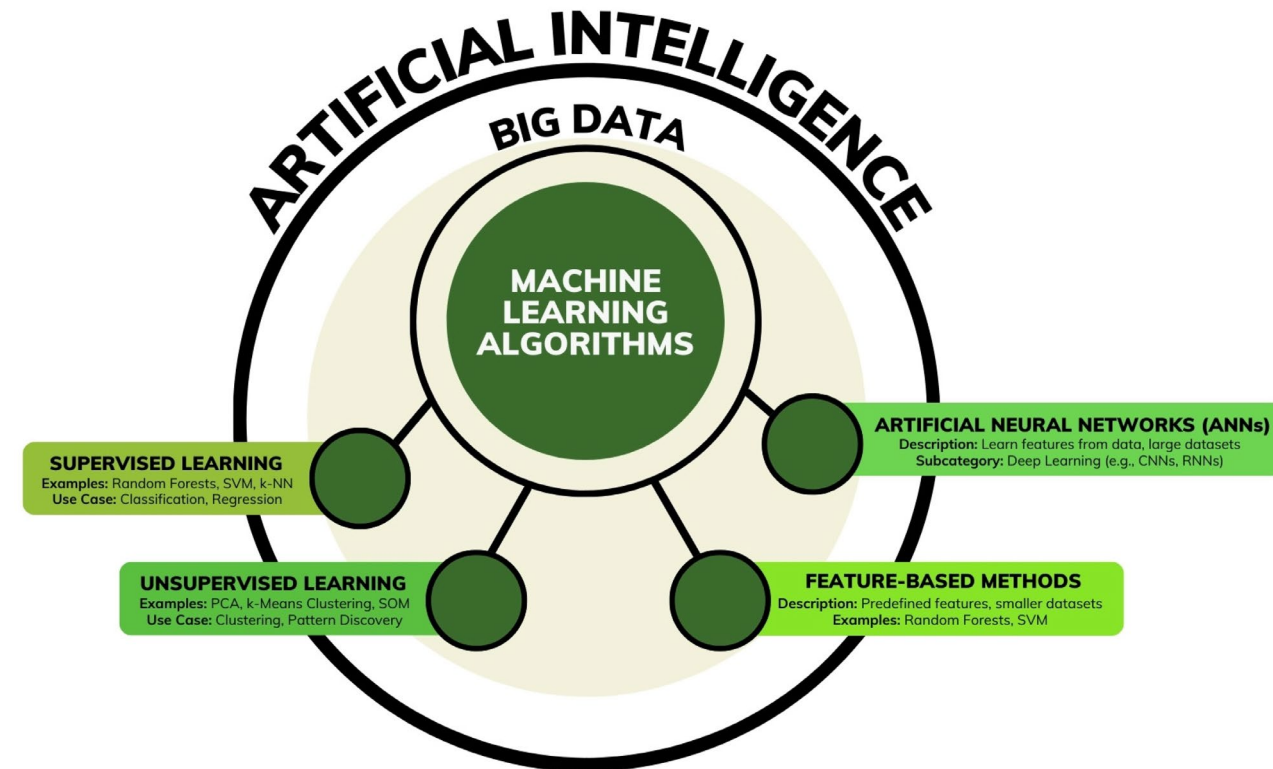 ARTIFICIAL INTELLIGENCE
BIG DATA
MACHINE
LEARNING
ALGORITHMS
SUPERVISED LEARNING
Examples: Random Forests, SVM, k-NN
Use Case: Classification, Regression
UNSUPERVISED LEARNING
Examples: PCA, k-Means Clustering, SOM
Use Case: Clustering, Pattern Discovery
FEATURE-BASED METHODS
Description: Predefined features, smaller datasets
Examples: Random Forests, SVM
ARTIFICIAL NEURAL NETWORKS (ANNs)
Description: Learn features from data, large datasets
Subcategory: Deep Learning (e.g., CNNs, RNNs)